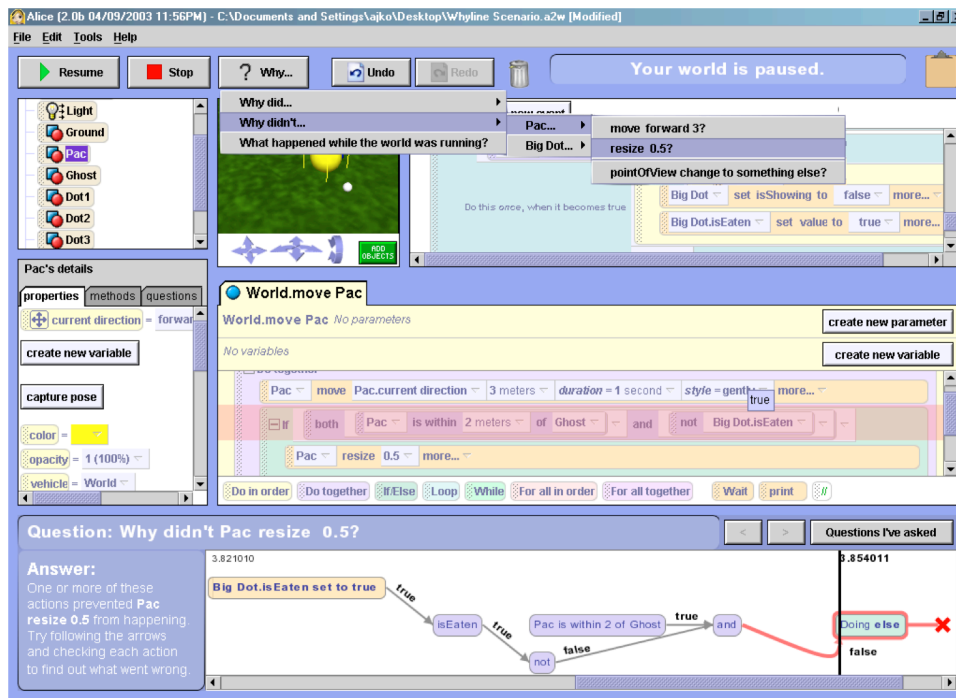 Alice (2.0b 04/09/2003 11:56PM) - C:\Documents and Settings\ajko\Desktop\Whyline Scenario.a2w [Modified]
File Edit Tools Help
Resume Stop ? Why... Undo Redo Your world is paused.
Why did...
Why didn't...
What happened while the world was running?
new event
Pac...
Big Dot...
move forward 3?
resize 0.5?
pointOfView change to something else?
Light
Ground
Pac
Ghost
Dot1
Dot2
Dot3
ADD
OBJECTS
Do this once, when it becomes true
Big Dot set isShowing to false more...
Big Dot.isEaten set value to true more...
Pac's details
properties methods questions
current direction = forwar
create new variable
capture pose
color =
opacity = 1 (100%)
vehicle = World
World.move Pac
World.move Pac No parameters create new parameter
No variables create new variable
Do together
Pac move Pac.current direction 3 meters duration = 1 second style = gently more...
true
If both Pac is within 2 meters of Ghost and not Big Dot.isEaten
Pac resize 0.5 more...
Do in order Do together If/Else Loop While For all in order For all together Wait print //
Question: Why didn't Pac resize 0.5? < > Questions I've asked
Answer:
One or more of these
actions prevented Pac
resize 0.5 from happening.
Try following the arrows
and checking each action
to find out what went wrong.
3.821010 3.854011
Big Dot.isEaten set to true true
isEaten true Pac is within 2 of Ghost true and Doing else
not false false